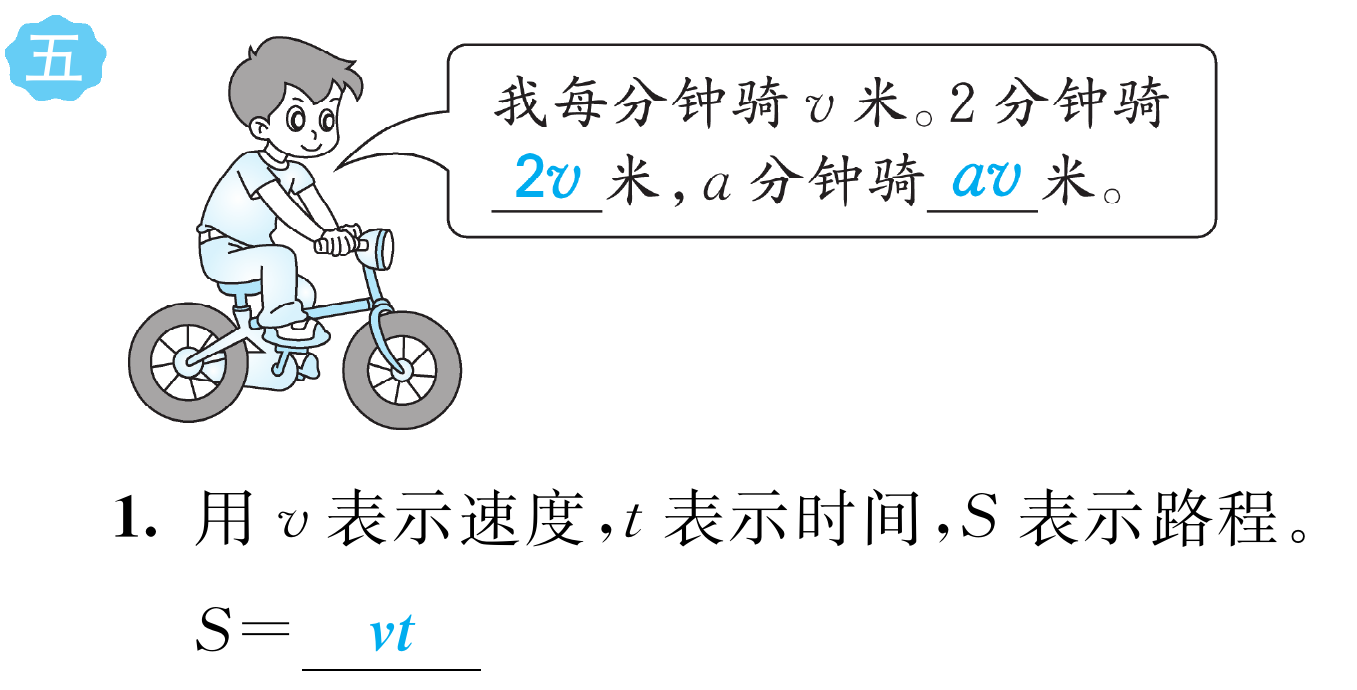 五
我每分钟骑 v 米。2 分钟骑
2v 米,a 分钟骑 av 米。
1. 用 v 表示速度,t 表示时间,S 表示路程。
S= vt